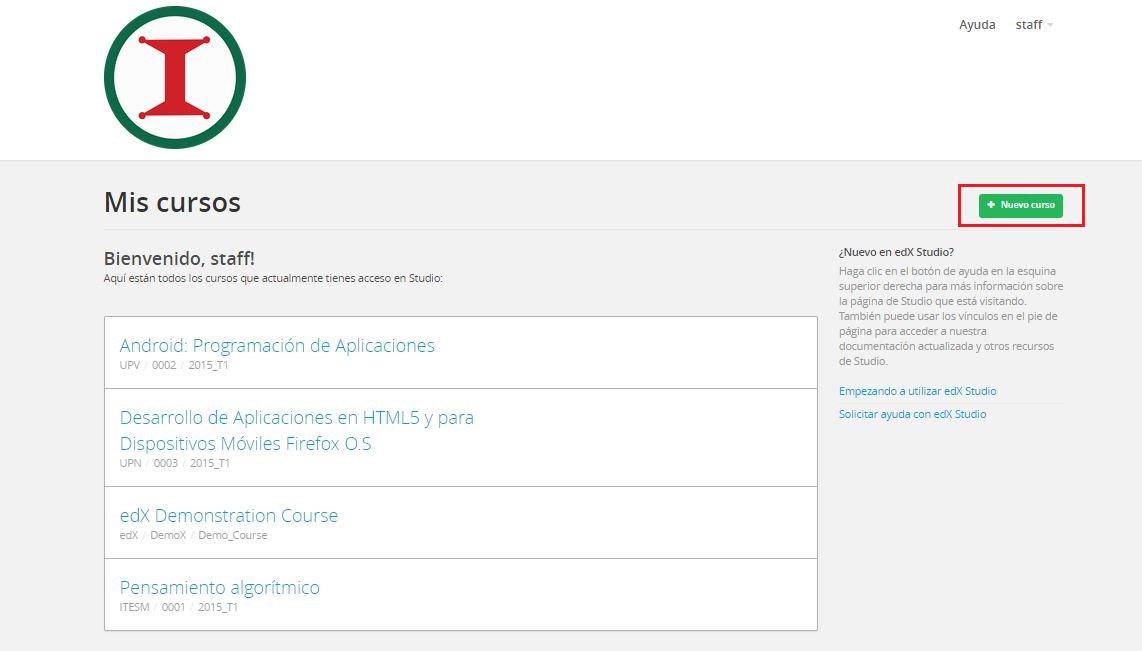 Ayuda staff
Mis cursos
+ Nuevo curso
Bienvenido, staff!
Aquí están todos los cursos que actualmente tienes acceso en Studio:
Android: Programación de Aplicaciones
UPV / 0002 / 2015_T1
Desarrollo de Aplicaciones en HTML5 y para
Dispositivos Móviles Firefox O.S
UPN / 0003 / 2015_T1
edX Demonstration Course
edX / DemoX / Demo_Course
Pensamiento algorítmico
ITESM / 0001 / 2015_T1
¿Nuevo en edX Studio?
Haga clic en el botón de ayuda en la esquina
superior derecha para más información sobre
la página de Studio que está visitando.
También puede usar los vínculos en el pie de
página para acceder a nuestra
documentación actualizada y otros recursos
de Studio.
Empezando a utilizar edX Studio
Solicitar ayuda con edX Studio